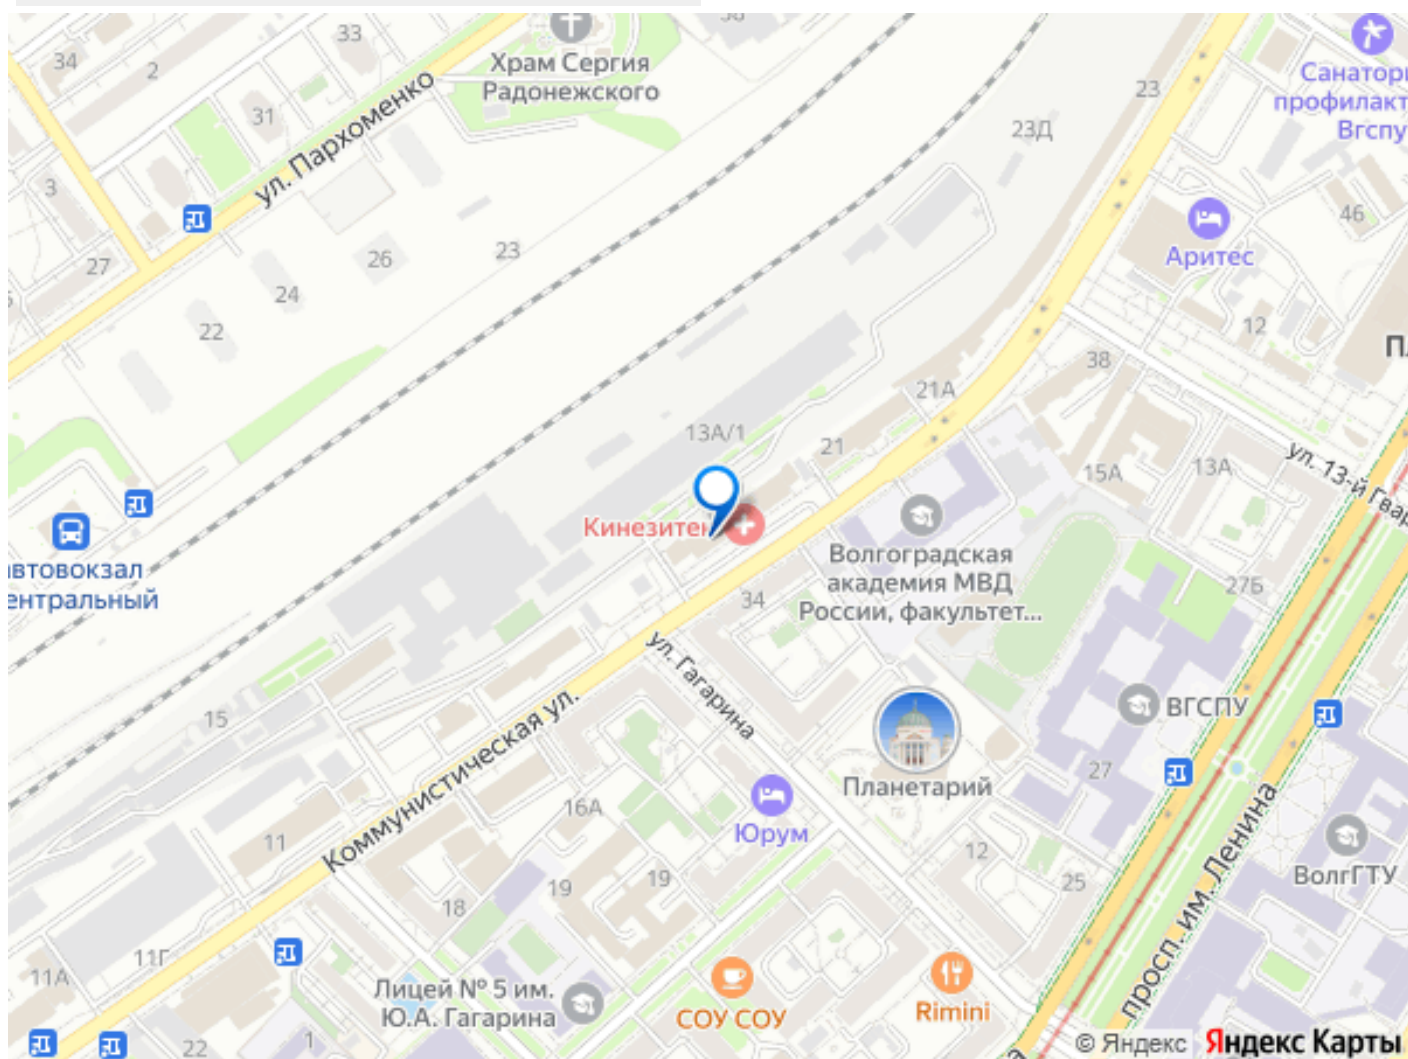 33
34
2
Храм Сергия
Радонежского
31
ул. Пархоменко
3
27
26
23
24
22
23Д
23
Санатори
профилакт
Вгспу
46
Аритес
12
38
21А
13А/1
21
15А
13А
ул. 13-й Гвар
Кинезитек
Волгоградская
академия МВД
России, факультет...
27Б
автовокзал
ентральный
34
ул. Гагарина
15
Коммунистическая ул.
ВГСПУ
Планетарий
27
16А
Юрум
11
12
25
просп. им. Ленина
ВолгГТУ
18
19
19
11Г
11А
Лицей № 5 им.
Ю.А. Гагарина
СОУ СОУ
Rimini
22
1
© Яндекс Яндекс Карты